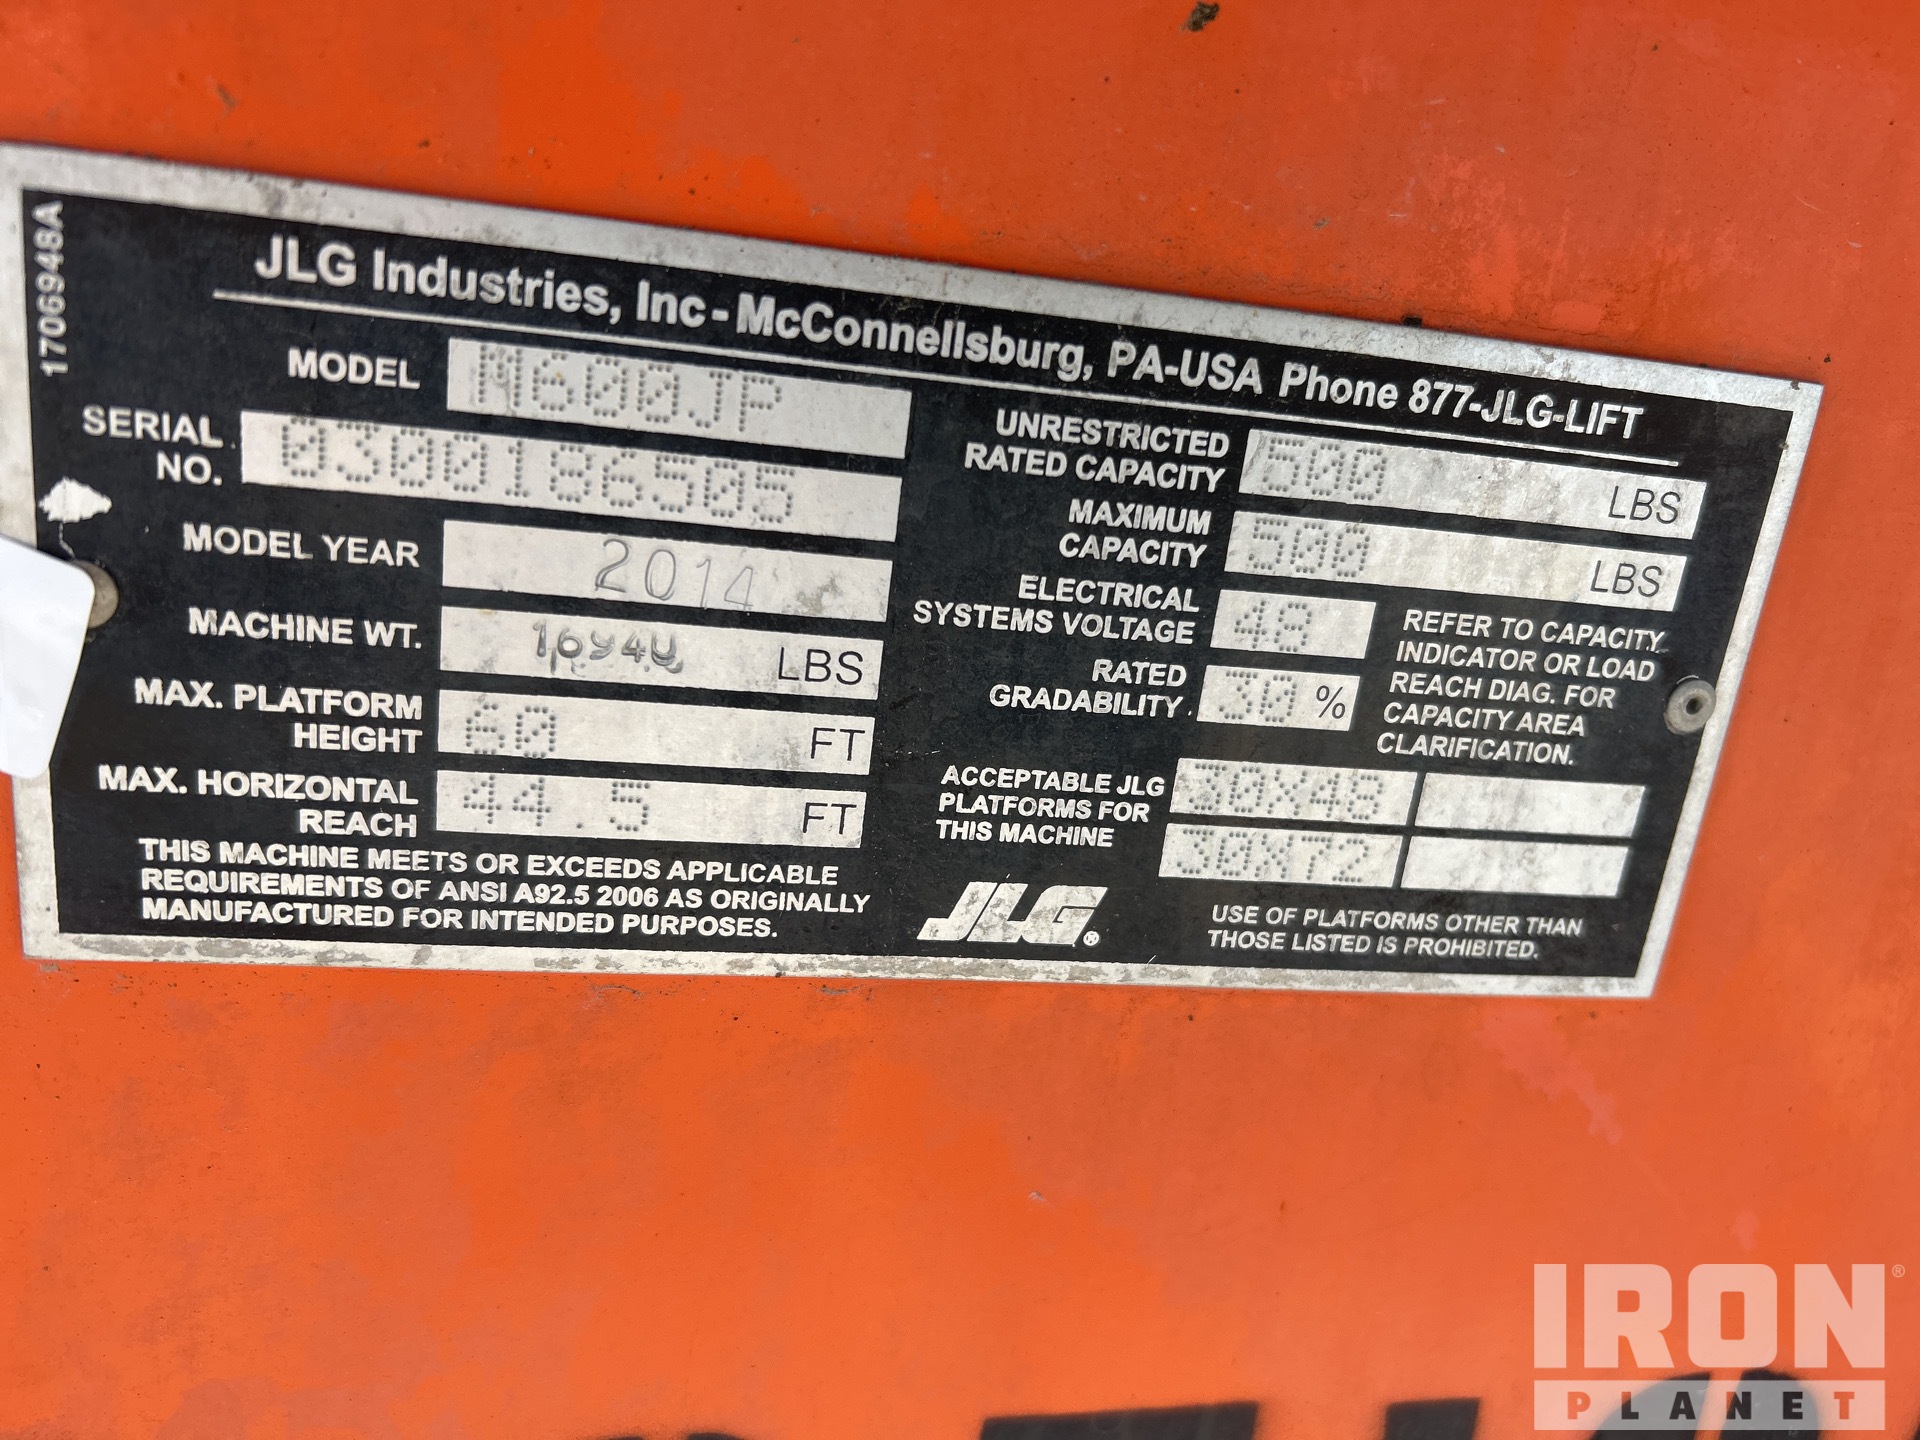 1706948A
JLG Industries, Inc - McConnellsburg, PA-USA Phone 877-JLG-LIFT
MODEL M600JP
SERIAL NO. 0300186505
MODEL YEAR 2014
MACHINE WT. LBS
MAX. PLATFORM HEIGHT 60 FT
MAX. HORIZONTAL REACH 44.5 FT
THIS MACHINE MEETS OR EXCEEDS APPLICABLE
REQUIREMENTS OF ANSI A92.5 2006 AS ORIGINALLY
MANUFACTURED FOR INTENDED PURPOSES.
UNRESTRICTED RATED CAPACITY 500 LBS
MAXIMUM CAPACITY 500 LBS
ELECTRICAL SYSTEMS VOLTAGE 48
RATED GRADABILITY 30 %
REFER TO CAPACITY
INDICATOR OR LOAD
REACH DIAG. FOR
CAPACITY AREA
CLARIFICATION.
ACCEPTABLE JLG
PLATFORMS FOR
THIS MACHINE
30X48
30X72
JLG®
USE OF PLATFORMS OTHER THAN
THOSE LISTED IS PROHIBITED.
IRON®
PLANET